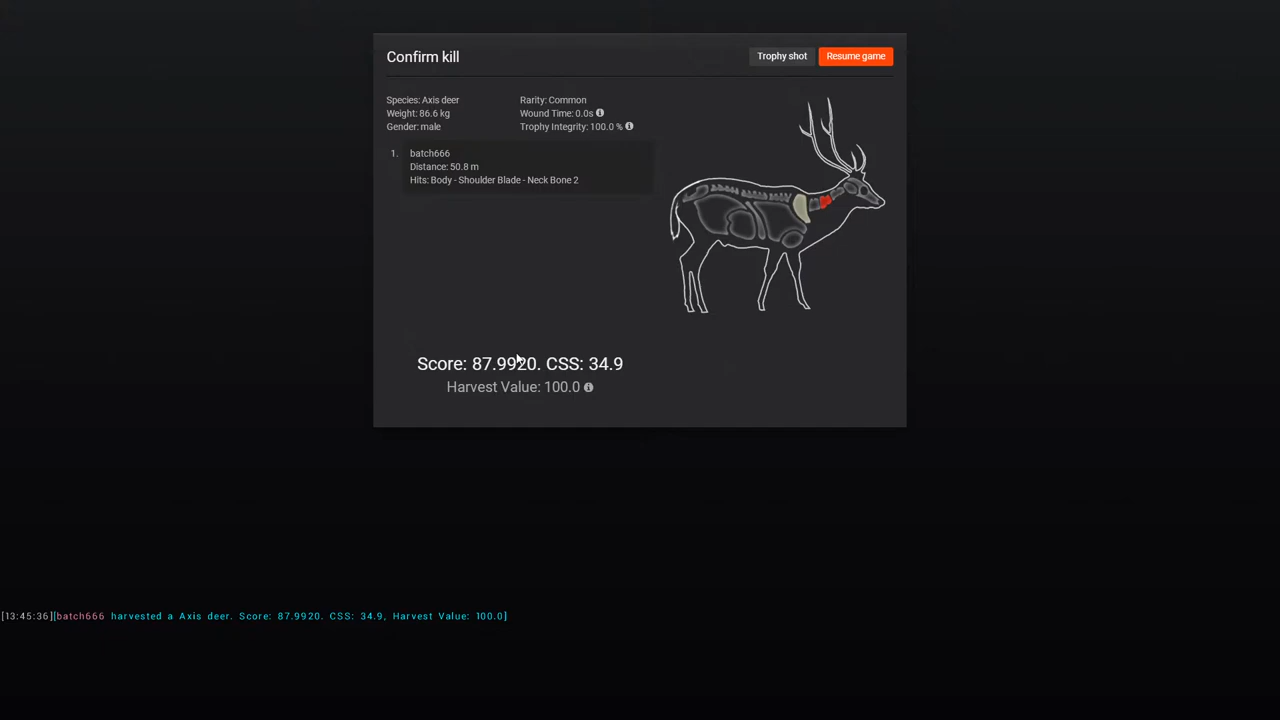 Confirm kill
Trophy shot
Resume game
Species: Axis deer
Weight: 86.6 kg
Gender: male
Rarity: Common
Wound Time: 0.0s
Trophy Integrity: 100.0 %
1. batch666
Distance: 50.8 m
Hits: Body - Shoulder Blade - Neck Bone 2
Score: 87.9920. CSS: 34.9
Harvest Value: 100.0
[13:45:36][batch666 harvested a Axis deer. Score: 87.9920. CSS: 34.9, Harvest Value: 100.0]